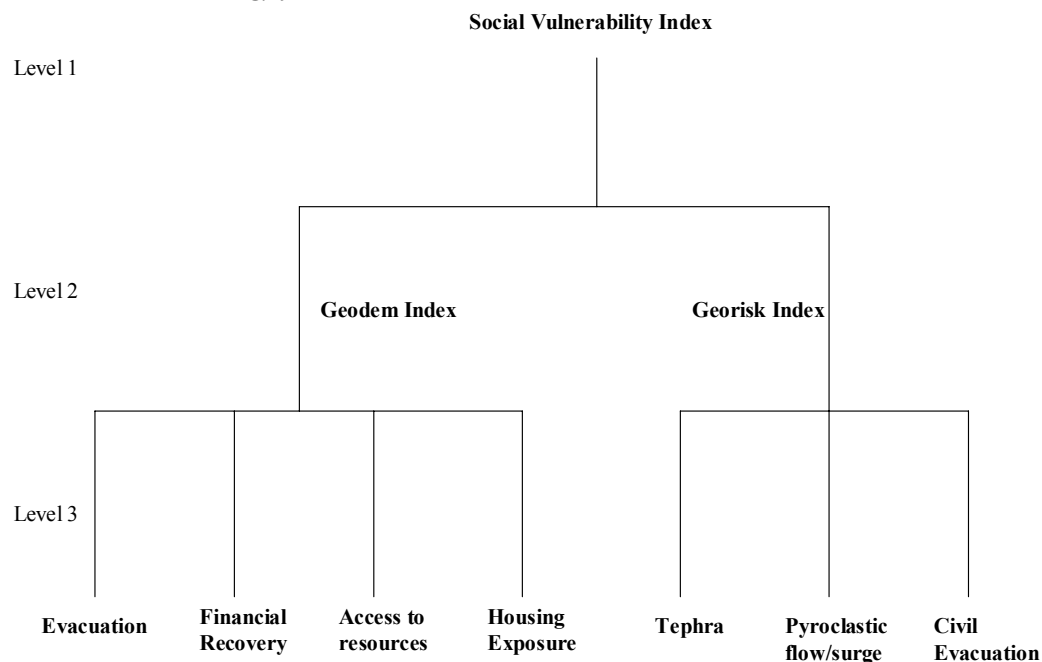 Social Vulnerability Index
Level 1
Level 2
Geodem Index
Georisk Index
Level 3
Evacuation
Financial
Recovery
Access to
resources
Housing
Exposure
Tephra
Pyroclastic
flow/surge
Civil
Evacuation